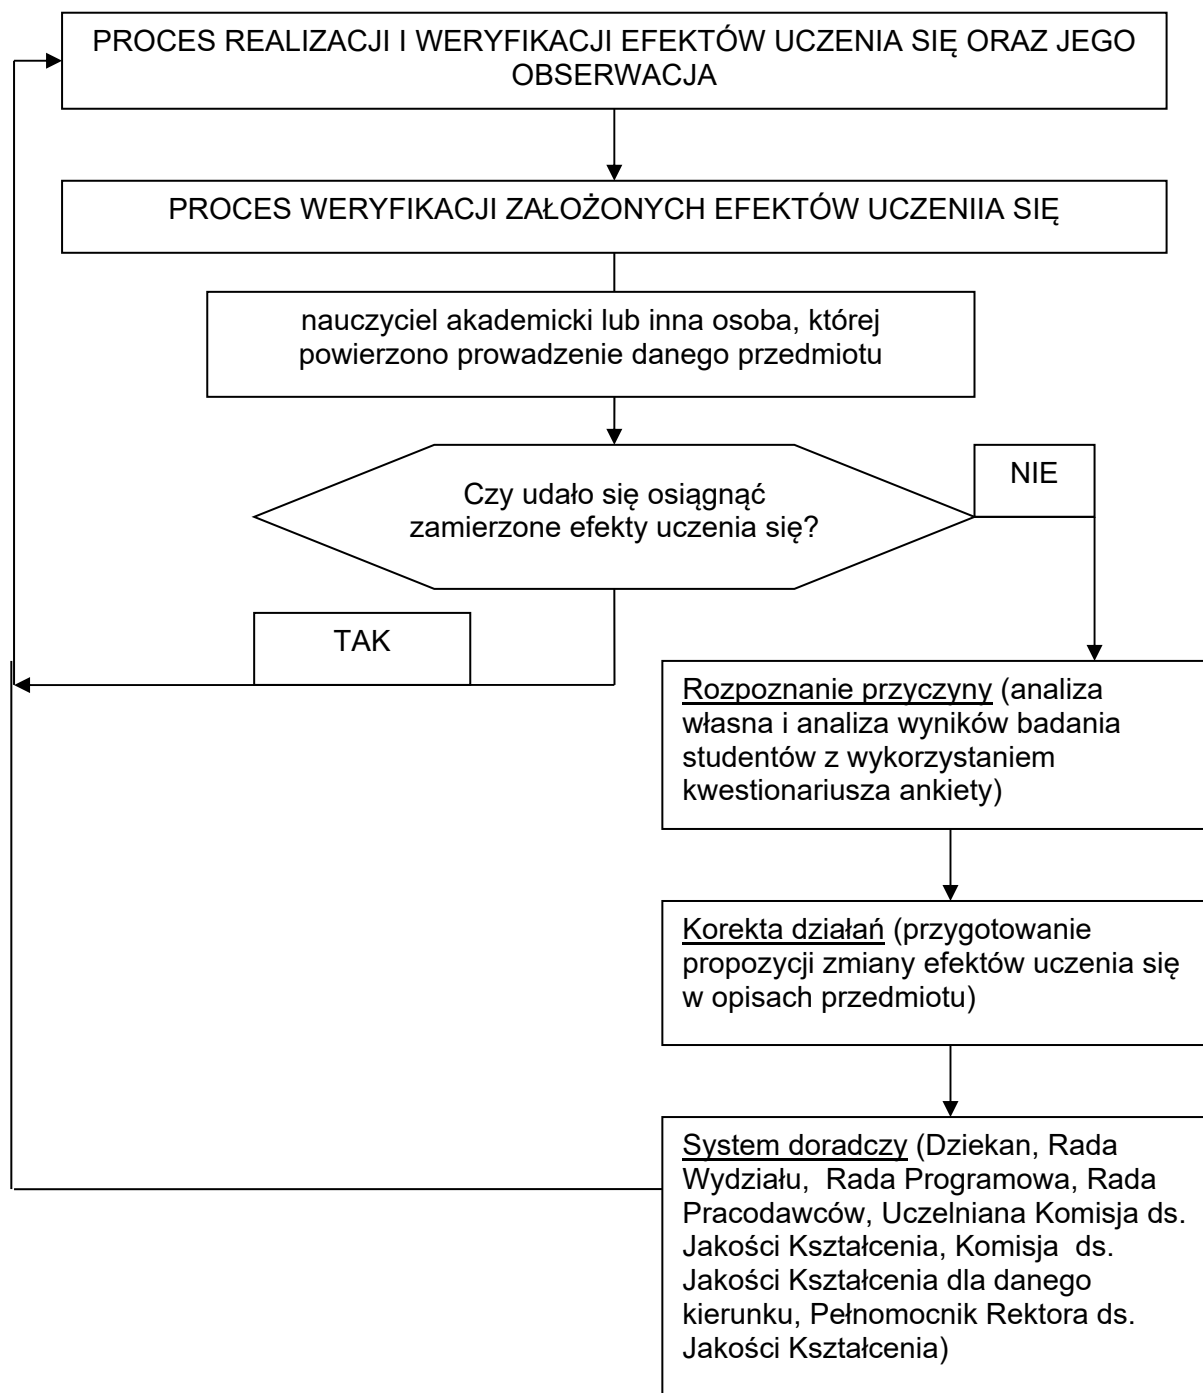 PROCES REALIZACJI I WERYFIKACJI EFEKTÓW UCZENIA SIĘ ORAZ JEGO
OBSERWACJA
PROCES WERYFIKACJI ZAŁOŻONYCH EFEKTÓW UCZENIIA SIĘ
nauczyciel akademicki lub inna osoba, której
powierzono prowadzenie danego przedmiotu
Czy udało się osiągnąć
zamierzone efekty uczenia się?
NIE
TAK
Rozpoznanie przyczyny (analiza
własna i analiza wyników badania
studentów z wykorzystaniem
kwestionariusza ankiety)
Korekta działań (przygotowanie
propozycji zmiany efektów uczenia się
w opisach przedmiotu)
System doradczy (Dziekan, Rada
Wydziału,  Rada Programowa, Rada
Pracodawców, Uczelniana Komisja ds.
Jakości Kształcenia, Komisja  ds.
Jakości Kształcenia dla danego
kierunku, Pełnomocnik Rektora ds.
Jakości Kształcenia)